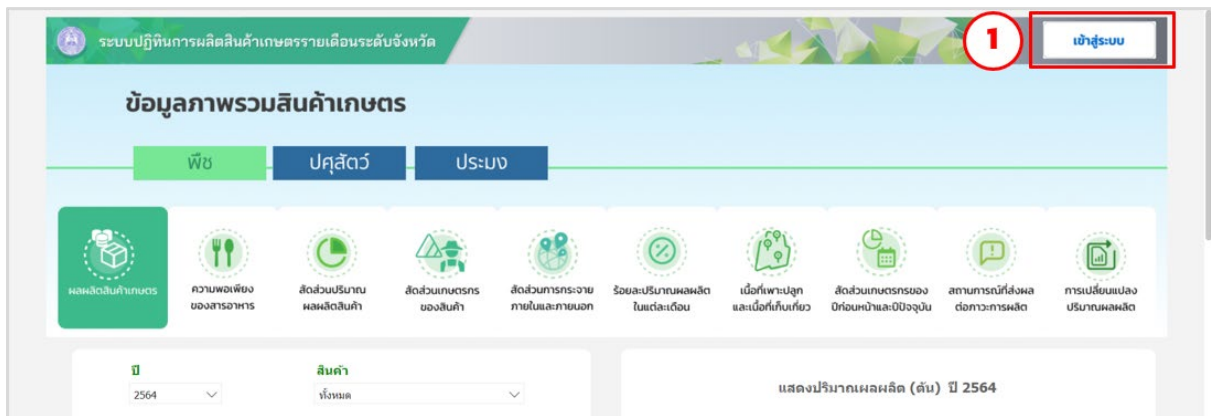 ระบบปฏิทินการผลิตสินค้าเกษตรรายเดือนระดับจังหวัด
1
เข้าสู่ระบบ
ข้อมูลภาพรวมสินค้าเกษตร
พืช
ปศุสัตว์
ประมง
ผลผลิตสินค้าเกษตร
ความพอเพียง
ของสารอาหาร
สัดส่วนปริมาณ
ผลผลิตสินค้า
สัดส่วนเกษตรกร
ของสินค้า
สัดส่วนการกระจาย
ภายในและภายนอก
ร้อยละปริมาณผลผลิต
ในแต่ละเดือน
เนื้อที่เพาะปลูก
และเนื้อที่เก็บเกี่ยว
สัดส่วนเกษตรกรของ
ปีก่อนหน้าและปีปัจจุบัน
สถานการณ์ที่ส่งผล
ต่อภาวะการผลิต
การเปลี่ยนแปลง
ปริมาณผลผลิต
ปี
2564
สินค้า
ทั้งหมด
แสดงปริมาณเผลผลิต (ตัน) ปี 2564